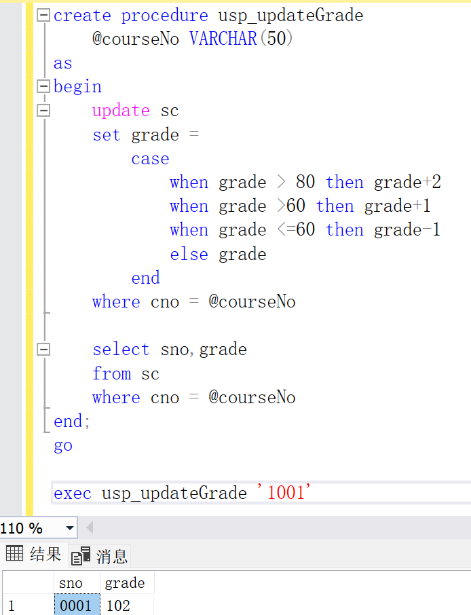 create procedure usp_updateGrade
@courseNo VARCHAR(50)
as
begin
update sc
set grade =
case
when grade > 80 then grade+2
when grade >60 then grade+1
when grade <=60 then grade-1
else grade
end
where cno = @courseNo
select sno,grade
from sc
where cno = @courseNo
end;
go
exec usp_updateGrade '1001'
110 %
结果 消息
sno grade
1 0001 102